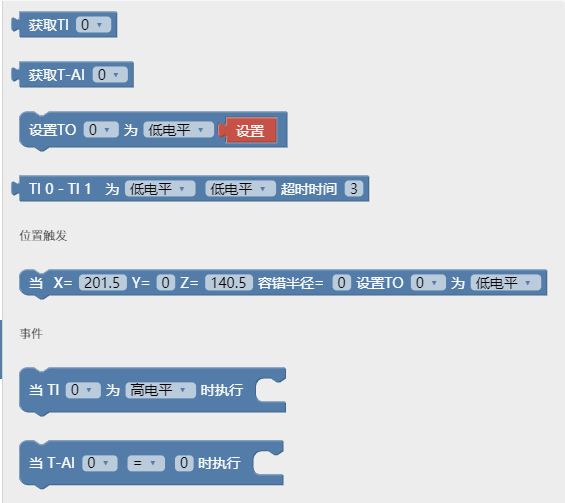 获取TI 0
获取T-AI 0
设置TO 0 为 低电平 设置
TI 0 - TI 1 为 低电平 低电平 超时时间 3
位置触发
当 X= 201.5 Y= 0 Z= 140.5 容错半径= 0 设置TO 0 为 低电平
事件
当 TI 0 为 高电平 时执行
当 T-AI 0 = 0 时执行